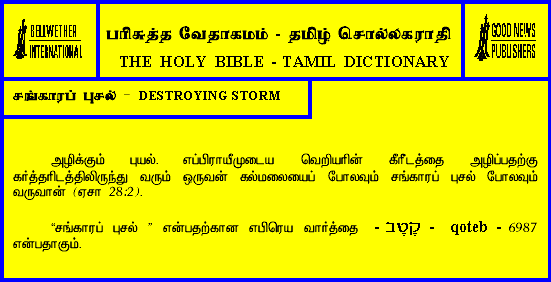 BELLWETHER
INTERNATIONAL
பரிசுத்த வேதாகமம் - தமிழ் சொல்லகராதி
THE HOLY BIBLE - TAMIL DICTIONARY
GOOD NEWS
PUBLISHERS
சங்காரப் புசல் - DESTROYING STORM
அழிக்கும் புயல். எப்பிராயீமுடைய வெறியரின் கீரீடத்தை அழிப்பதற்கு
கர்த்தரிடத்திலிருந்து வரும் ஒருவன் கல்மலையைப் போலவும் சங்காரப் புசல் போலவும்
வருவான் (ஏசா 28:2).
“சங்காரப் புசல் ” என்பதற்கான எபிரெய வார்த்தை - קָטָב - qoteb - 6987
என்பதாகும்.